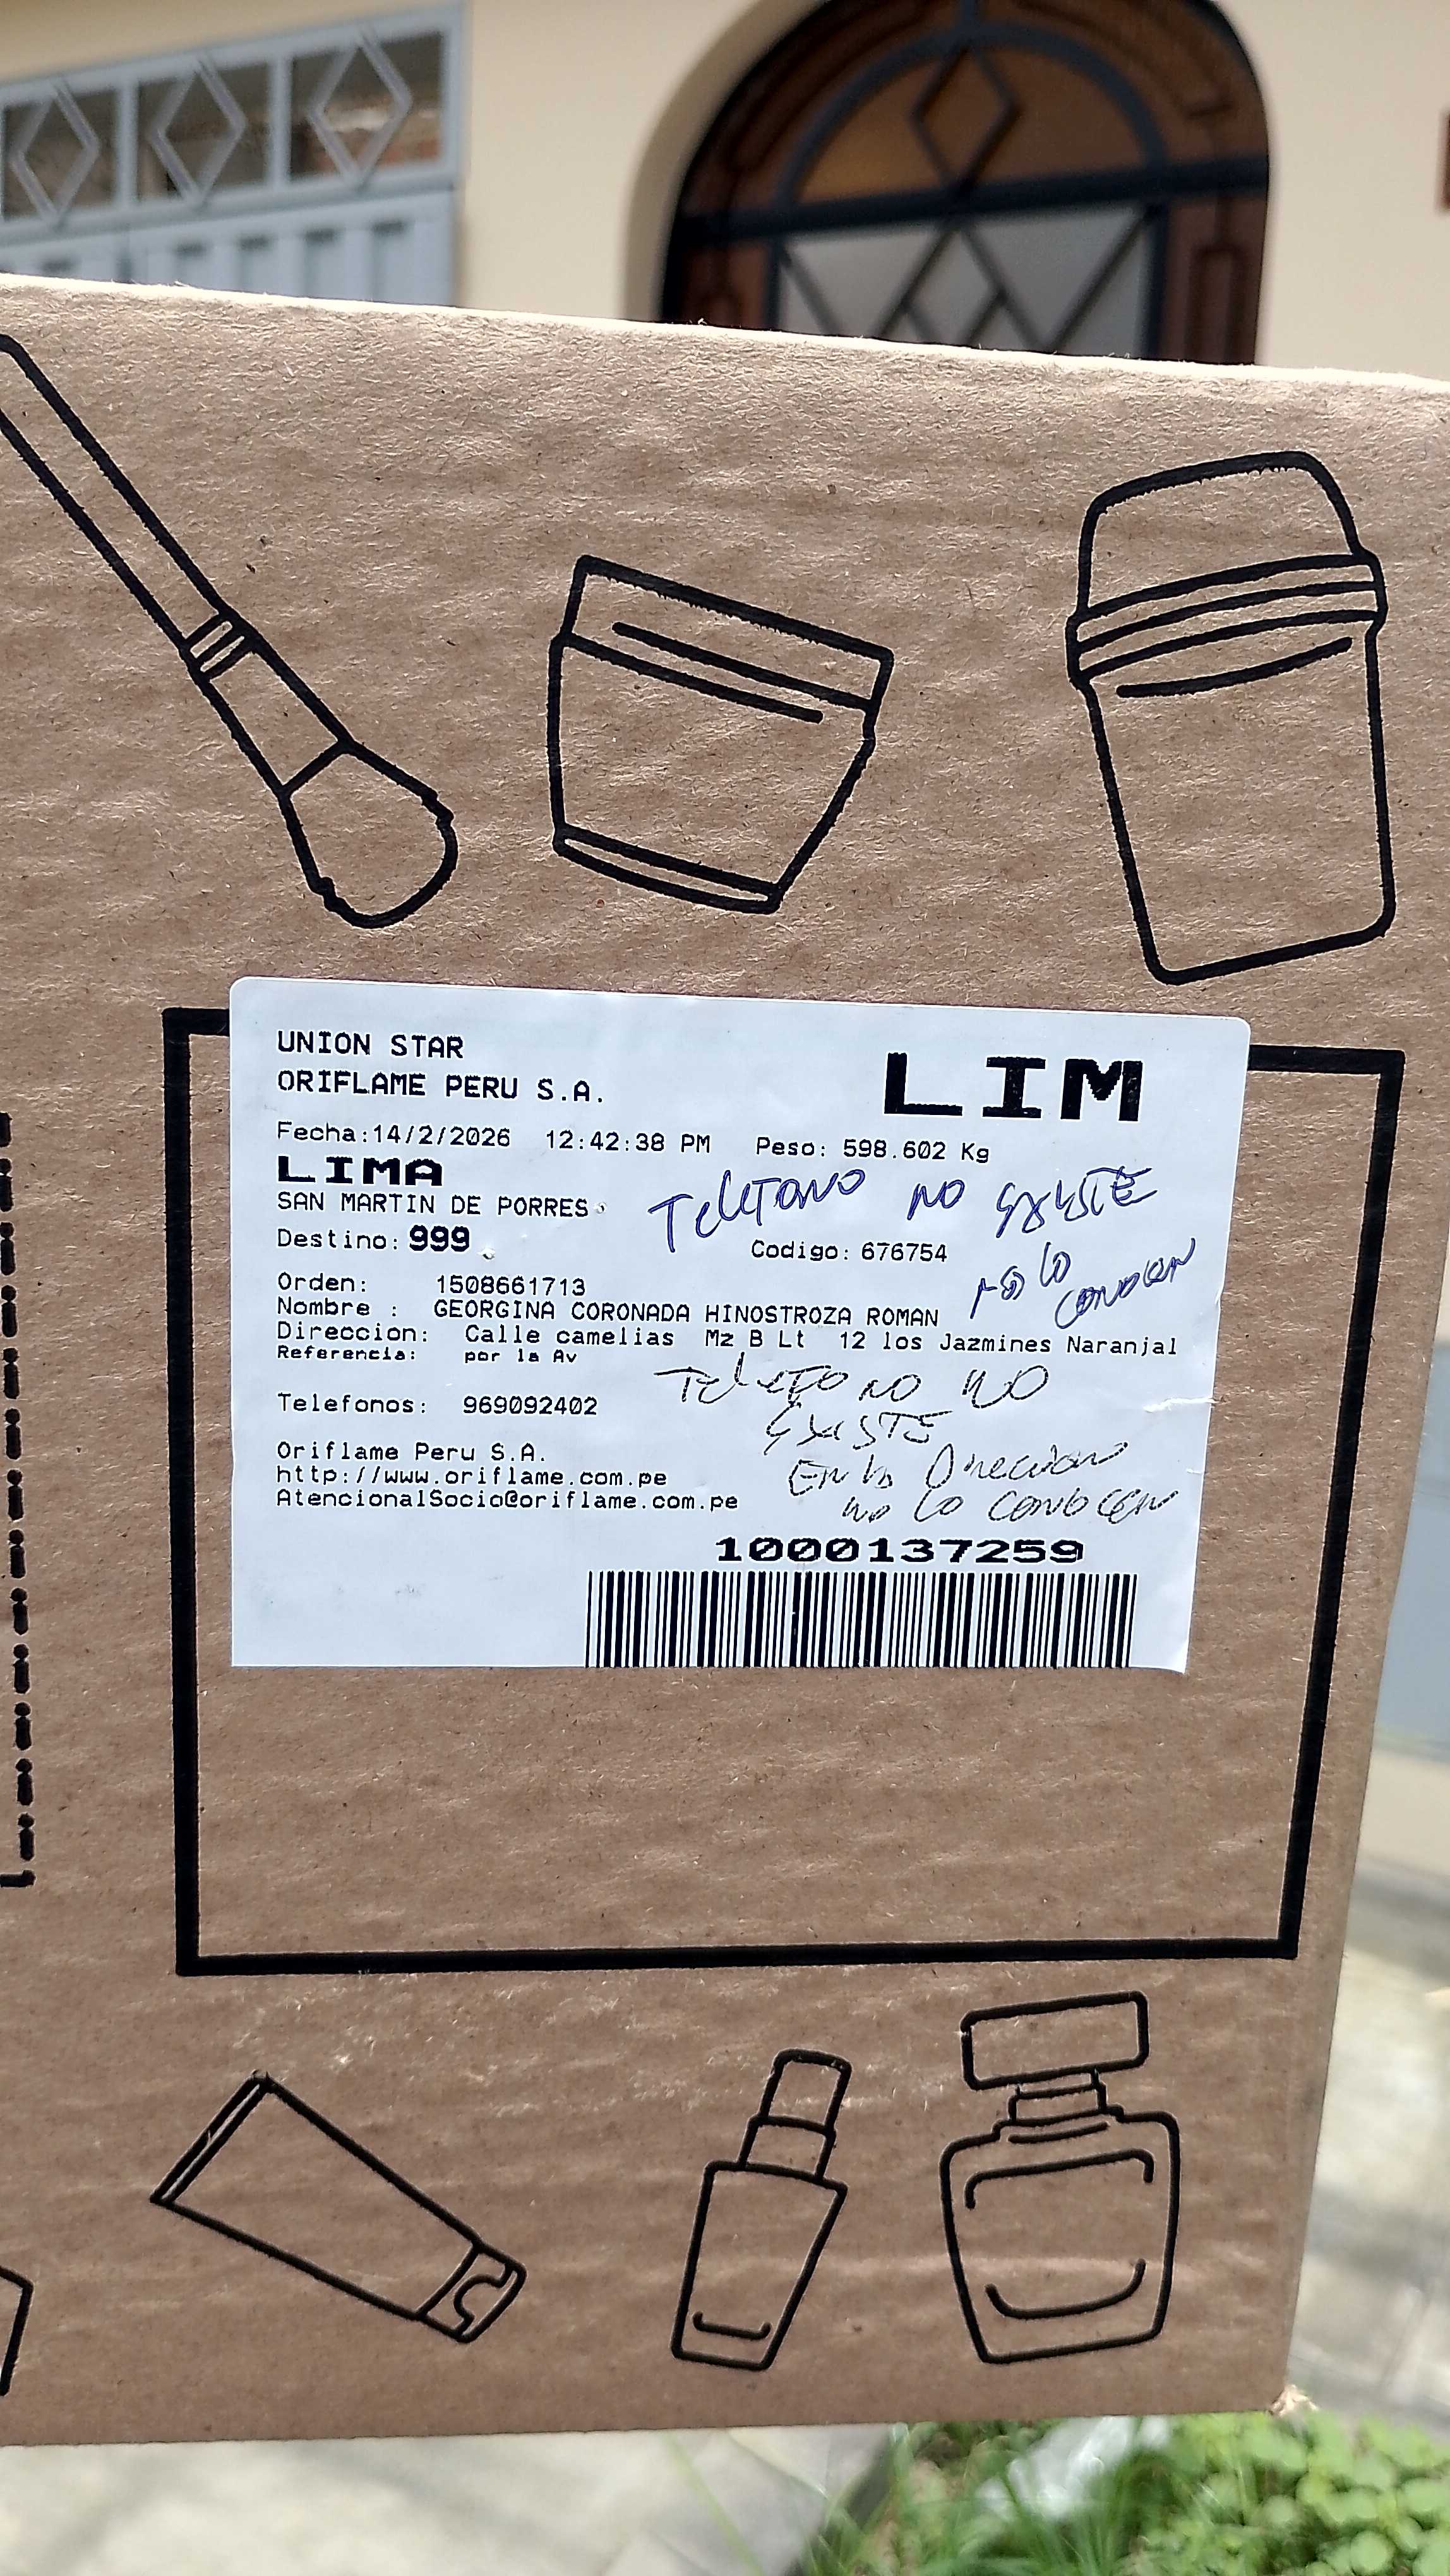 UNION STAR
ORIFLAME PERU S.A.
LIM
Fecha:14/2/2026 12:42:38 PM Peso: 598.602 Kg
LIMA
SAN MARTIN DE PORRES
TELEFONO NO EXISTE
Destino: 999 Codigo: 676754
NO LO
CONOCEN
Orden: 1508661713
Nombre : GEORGINA CORONADA HINOSTROZA ROMAN
Direccion: Calle camelias Mz B Lt 12 los Jazmines Naranjal
Referencia: por la Av
TELEFONO NO
EXISTE
Telefonos: 969092402
EN LA Direccion
NO LO CONOCEN
Oriflame Peru S.A.
http://www.oriflame.com.pe
AtencionalSocio@oriflame.com.pe
1000137259